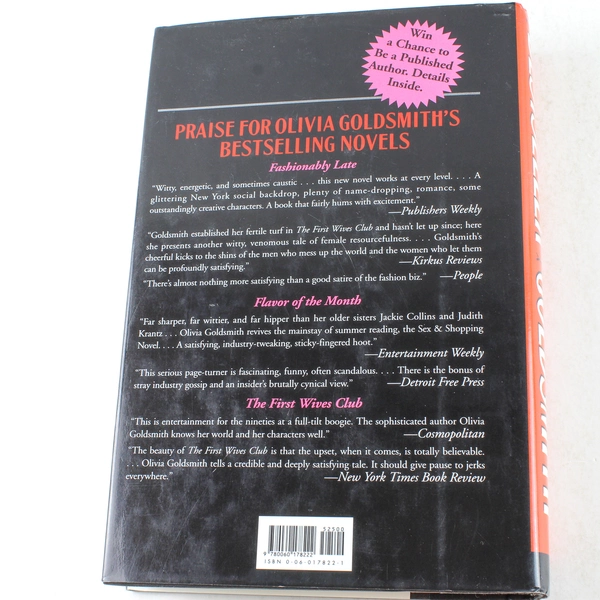 Win
a Chance to
Be a Published
Author. Details
Inside.
PRAISE FOR OLIVIA GOLDSMITH'S
BESTSELLING NOVELS
Fashionably Late
"Witty, energetic, and sometimes caustic . . . this new novel works at every level. . . . A
glittering New York social backdrop, plenty of name-dropping, romance, some
outstandingly creative characters. A book that fairly hums with excitement."
—Publishers Weekly
"Goldsmith established her fertile turf in The First Wives Club and hasn't let up since; here
she presents another witty, venomous tale of female resourcefulness. . . . Goldsmith's
cheerful kicks to the shins of the men who mess up the world and the women who let them
can be profoundly satisfying." —Kirkus Reviews
"There's almost nothing more satisfying than a good satire of the fashion biz." —People
Flavor of the Month
"Far sharper, far wittier, and far hipper than her older sisters Jackie Collins and Judith
Krantz. . . . Olivia Goldsmith revives the mainstay of summer reading, the Sex & Shopping
Novel. . . . A satisfying, industry-tweaking, sticky-fingered hoot."
—Entertainment Weekly
"This serious page-turner is fascinating, funny, often scandalous. . . . There is the bonus of
stray industry gossip and an insider's brutally cynical view." —Detroit Free Press
The First Wives Club
"This is entertainment for the nineties at a full-tilt boogie. The sophisticated author Olivia
Goldsmith knows her world and her characters well." —Cosmopolitan
"The beauty of The First Wives Club is that the upset, when it comes, is totally believable.
. . . Olivia Goldsmith tells a credible and deeply satisfying tale. It should give pause to jerks
everywhere." —New York Times Book Review
52500
9 780060 178222
ISBN 0-06-017822-1
GOLDSMITH